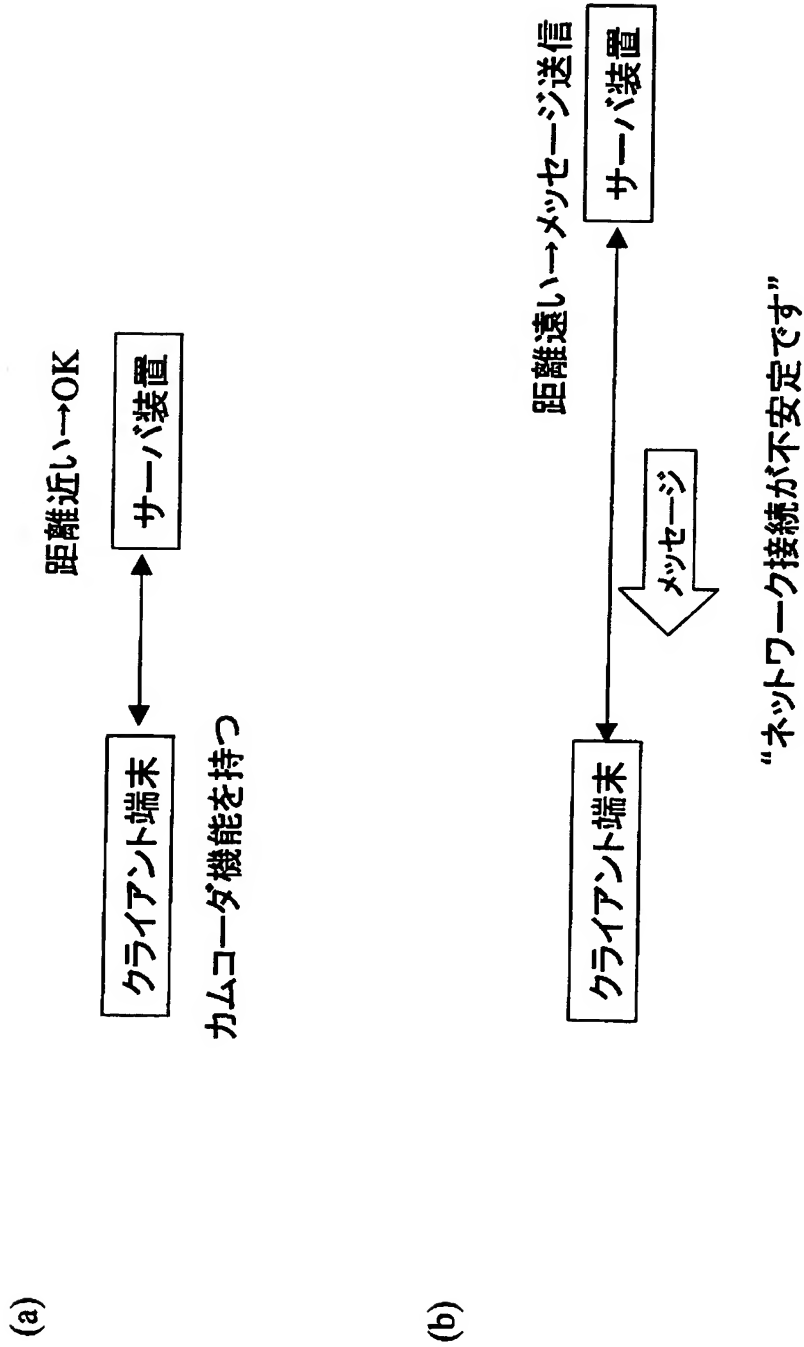 (a)
距離近い→OK
クライアント端末
サーバ装置
カムコーダ機能を持つ
(b)
距離遠い→メッセージ送信
クライアント端末
サーバ装置
メッセージ
“ネットワーク接続が不安定です”